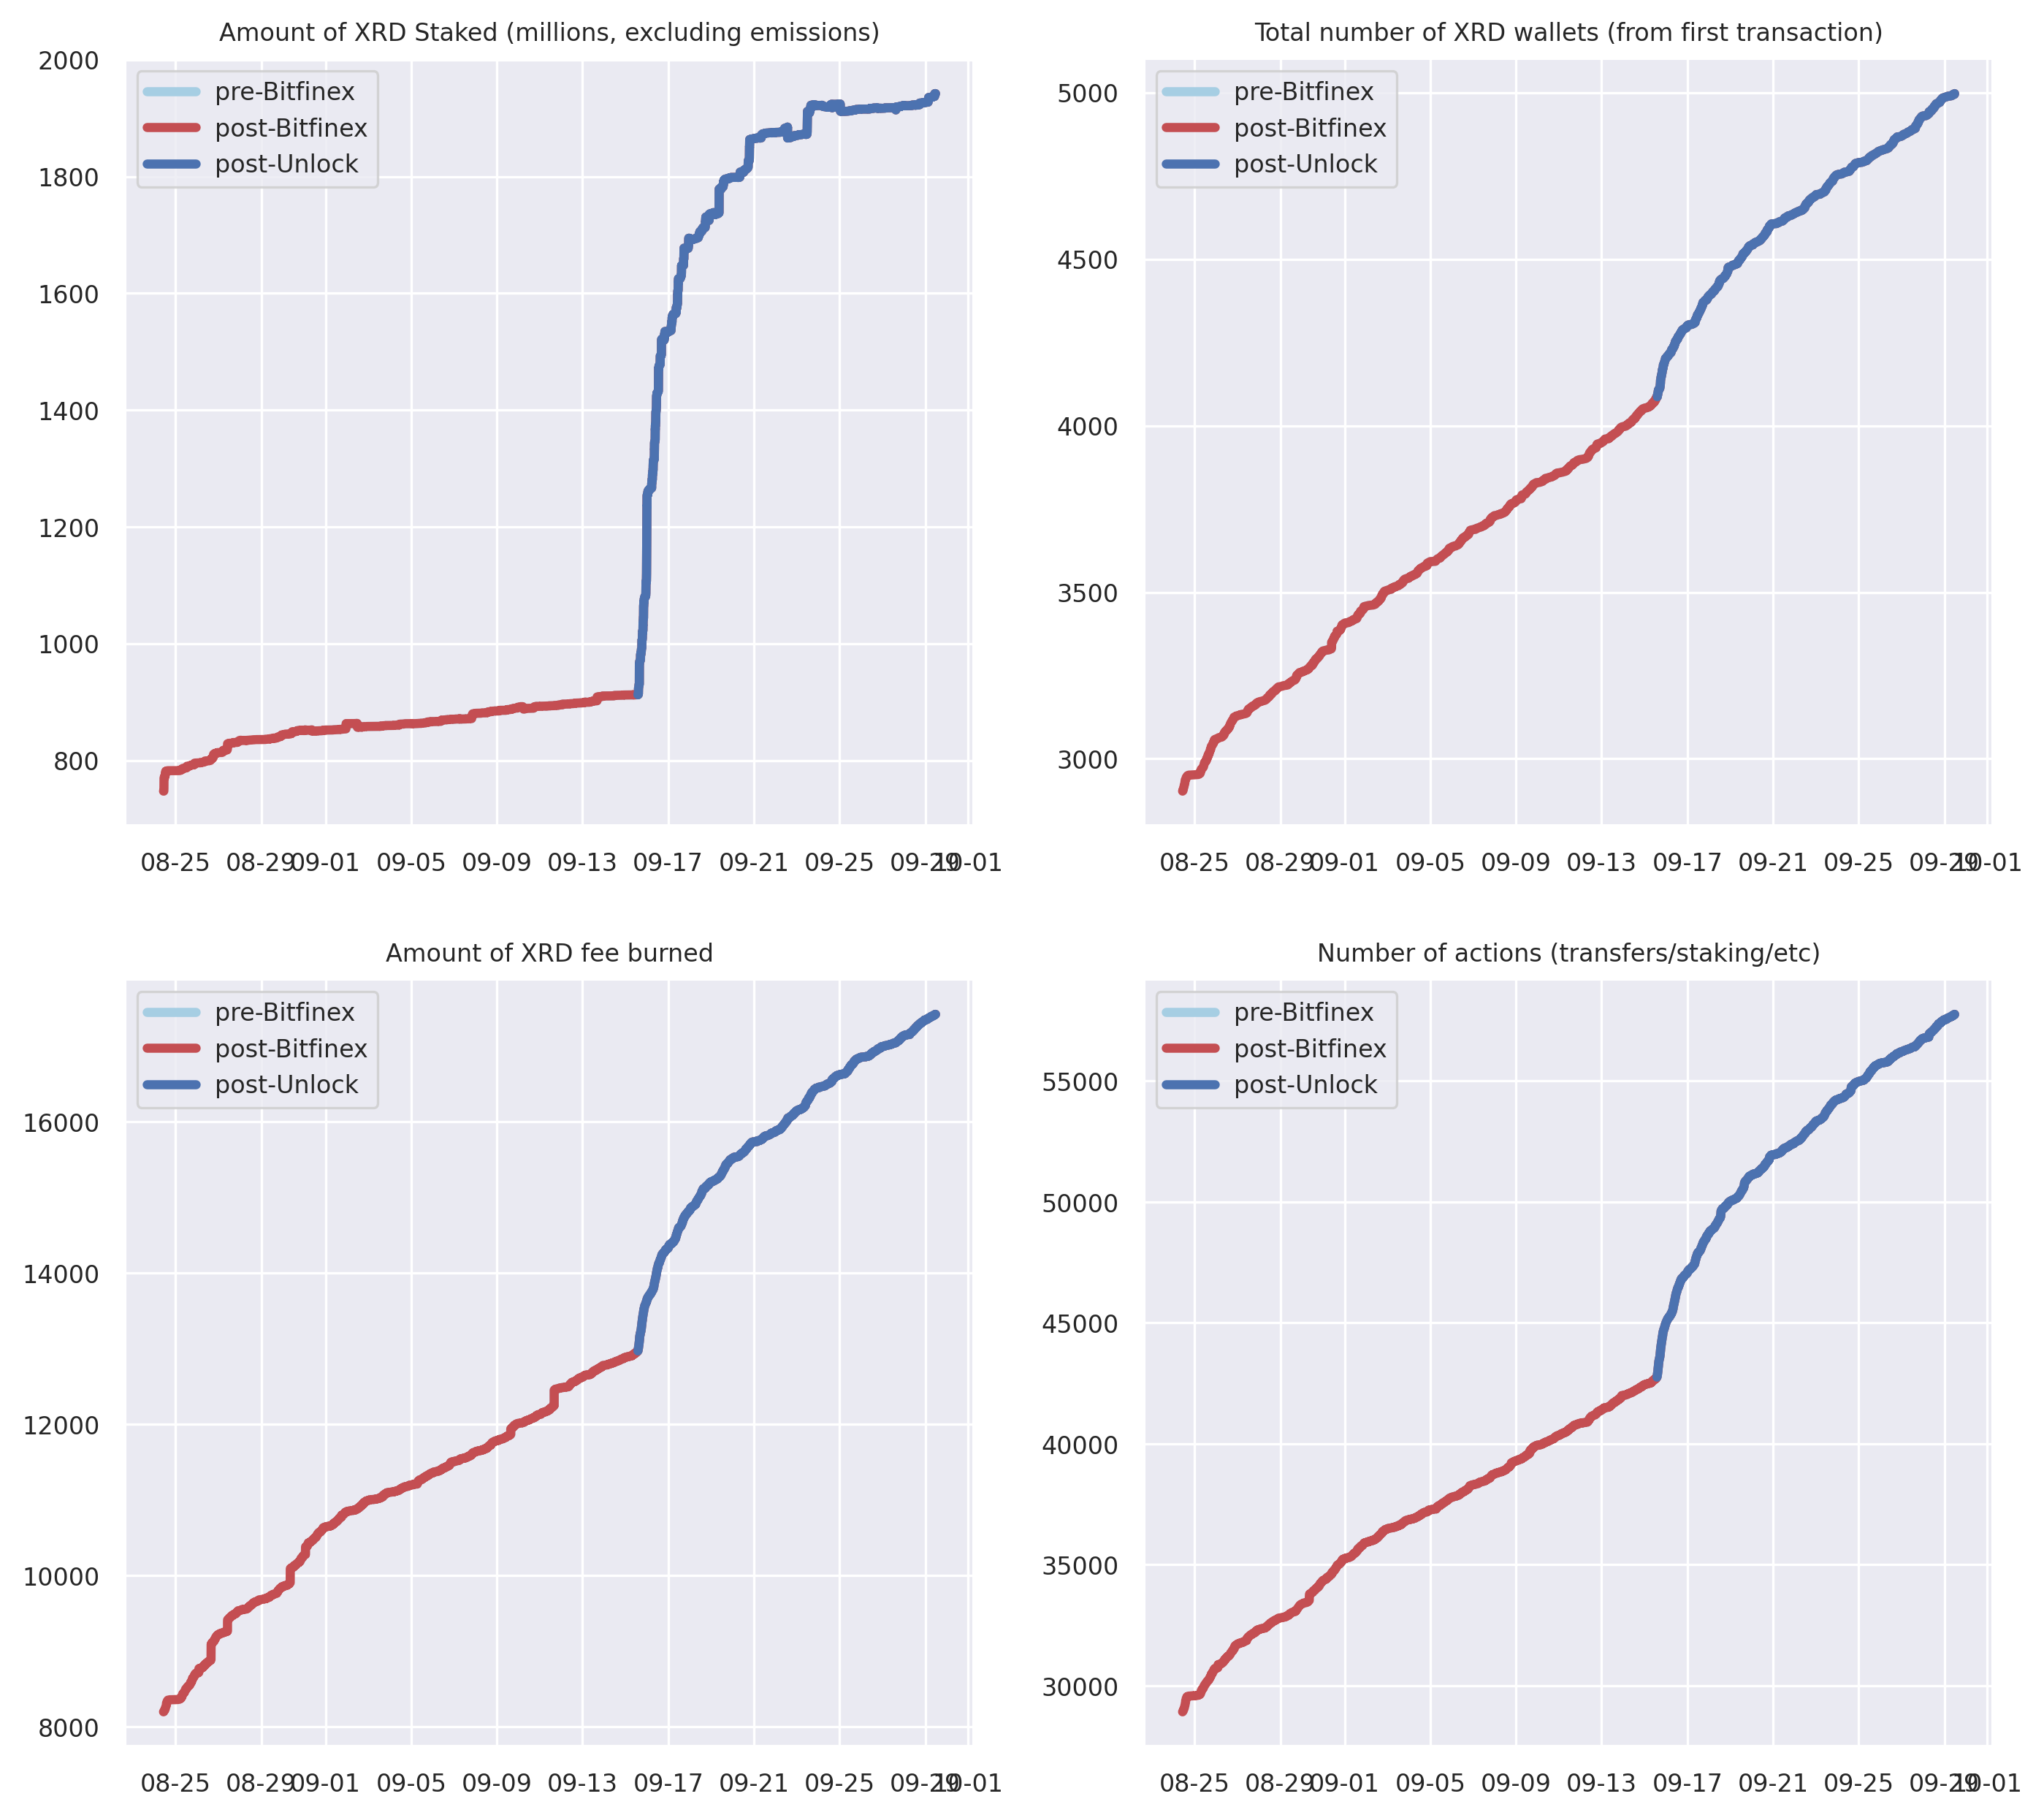 Amount of XRD Staked (millions, excluding emissions)
2000
1800
1600
1400
1200
1000
800
pre-Bitfinex
post-Bitfinex
post-Unlock
08-25 08-29 09-01 09-05 09-09 09-13 09-17 09-21 09-25 09-29 10-01
Total number of XRD wallets (from first transaction)
5000
4500
4000
3500
3000
pre-Bitfinex
post-Bitfinex
post-Unlock
08-25 08-29 09-01 09-05 09-09 09-13 09-17 09-21 09-25 09-29 10-01
Amount of XRD fee burned
16000
14000
12000
10000
8000
pre-Bitfinex
post-Bitfinex
post-Unlock
08-25 08-29 09-01 09-05 09-09 09-13 09-17 09-21 09-25 09-29 10-01
Number of actions (transfers/staking/etc)
55000
50000
45000
40000
35000
30000
pre-Bitfinex
post-Bitfinex
post-Unlock
08-25 08-29 09-01 09-05 09-09 09-13 09-17 09-21 09-25 09-29 10-01